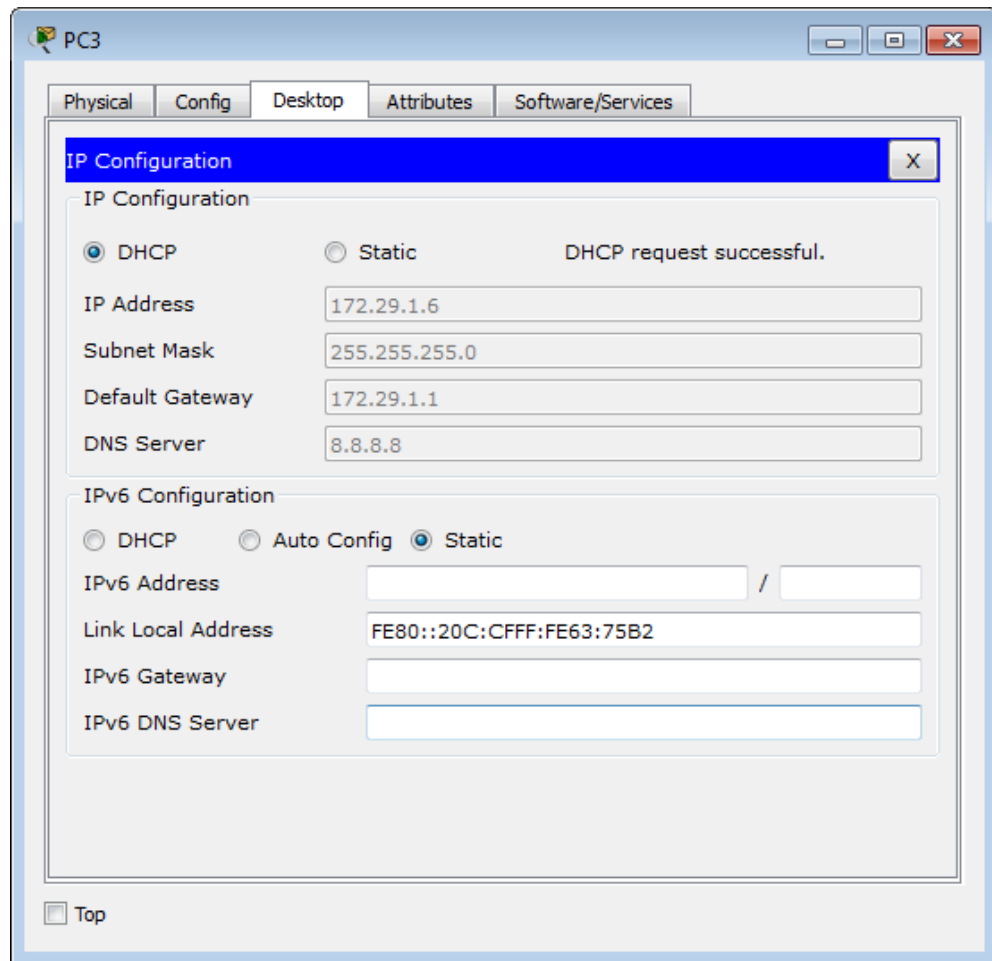 PC3
Physical Config Desktop Attributes Software/Services
IP Configuration X
IP Configuration
DHCP Static DHCP request successful.
IP Address 172.29.1.6
Subnet Mask 255.255.255.0
Default Gateway 172.29.1.1
DNS Server 8.8.8.8
IPv6 Configuration
DHCP Auto Config Static
IPv6 Address /
Link Local Address FE80::20C:CFFF:FE63:75B2
IPv6 Gateway
IPv6 DNS Server
Top